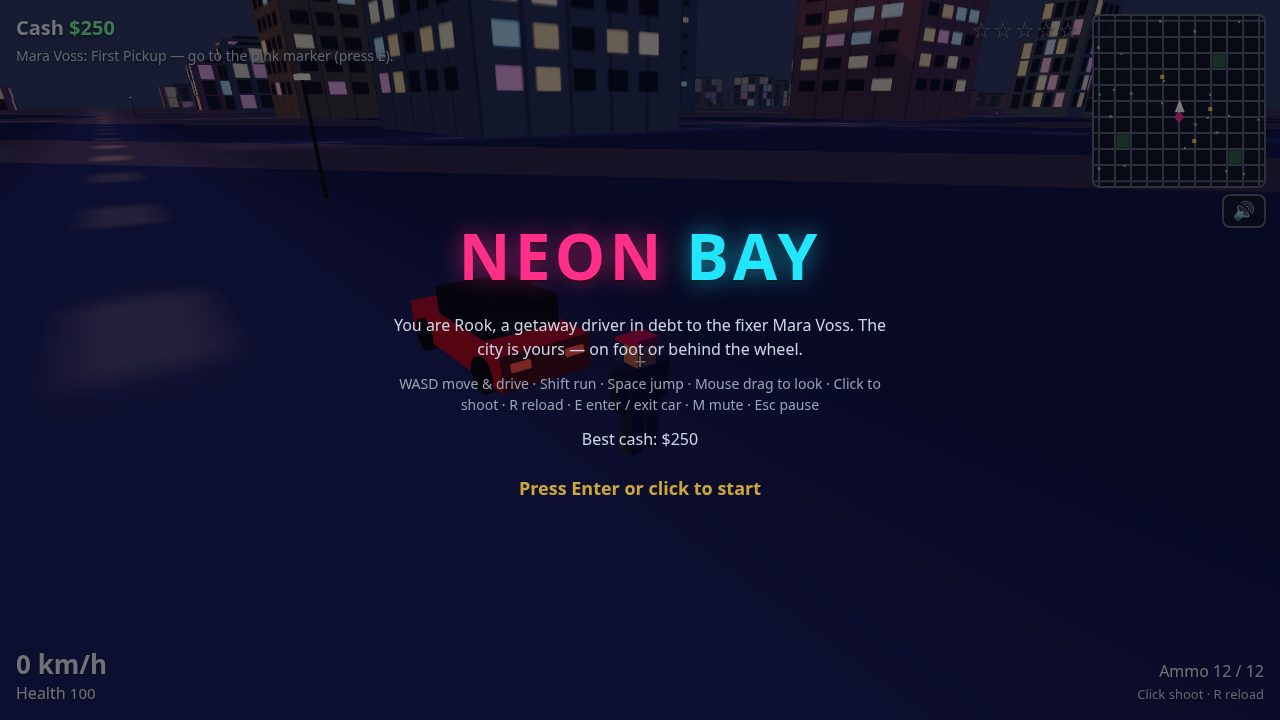 Cash $250
Mara Voss: First Pickup — go to the pink marker (press E).
☆☆☆☆☆
NEON BAY
You are Rook, a getaway driver in debt to the fixer Mara Voss. The
city is yours — on foot or behind the wheel.
WASD move & drive · Shift run · Space jump · Mouse drag to look · Click to
shoot · R reload · E enter / exit car · M mute · Esc pause
Best cash: $250
Press Enter or click to start
0 km/h
Health 100
Ammo 12 / 12
Click shoot · R reload